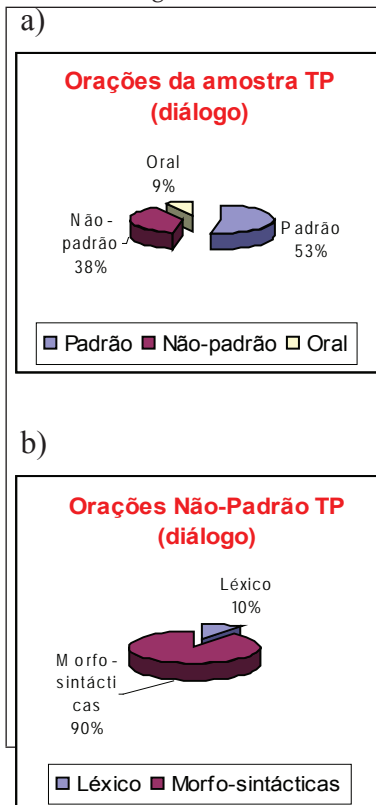 a)
Orações da amostra TP
(diálogo)
Oral
9%
Não-
padrão
38%
Padrão
53%
Padrão Não-padrão Oral
b)
Orações Não-Padrão TP
(diálogo)
Léxico
10%
Morfo-
sintácti
cas
90%
Léxico Morfo-sintácticas